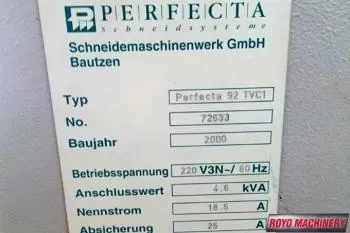 PERFECTA
Schneidsysteme
Schneidemaschinenwerk GmbH
Bautzen
Typ Perfecta 92 TVC1
No. 72633
Baujahr 2000
Betriebsspannung 220 V3N~/ 60 Hz
Anschlusswert 4.6 kVA
Nennstrom 18.5 A
Absicherung 25 A
ROYO MACHINERY